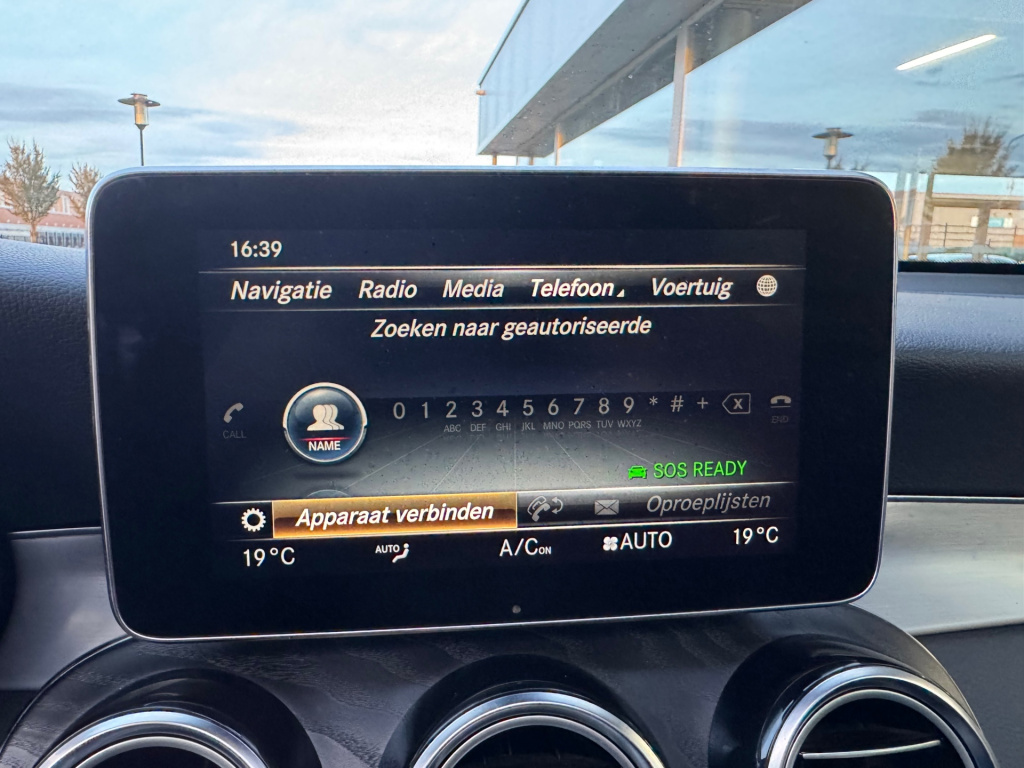 16:39
Navigatie Radio Media Telefoon Voertuig
Zoeken naar geautoriseerde
CALL NAME 0 1 2 3 4 5 6 7 8 9 * # + X END
ABC DEF GHI JKL MNO PQRS TUV WXYZ
SOS READY
Apparaat verbinden Oproeplijsten
19°C AUTO A/C ON AUTO 19°C